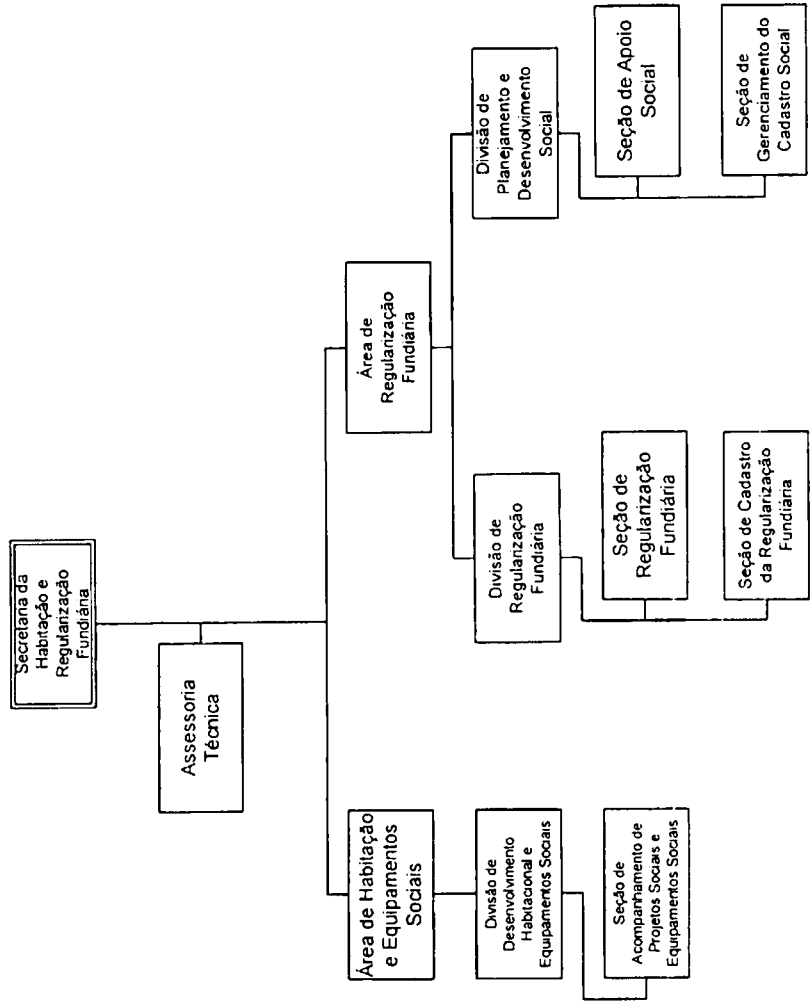 Secretaria da
Habitação e
Regularização
Fundiária
Assessoria
Técnica
Área de Habitação
e Equipamentos
Sociais
Divisão de
Desenvolvimento
Habitacional e
Equipamentos Sociais
Seção de
Acompanhamento de
Projetos Sociais e
Equipamentos Sociais
Área de
Regularização
Fundiária
Divisão de
Regularização
Fundiária
Seção de
Regularização
Fundiária
Seção de Cadastro
da Regularização
Fundiária
Divisão de
Planejamento e
Desenvolvimento
Social
Seção de Apoio
Social
Seção de
Gerenciamento do
Cadastro Social